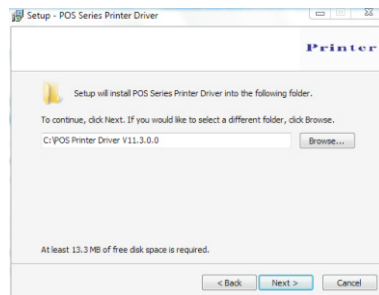 Setup - POS Series Printer Driver
Printer
Setup will install POS Series Printer Driver into the following folder.
To continue, click Next. If you would like to select a different folder, click Browse.
C:\POS Printer Driver V11.3.0.0
Browse...
At least 13.3 MB of free disk space is required.
< Back
Next >
Cancel